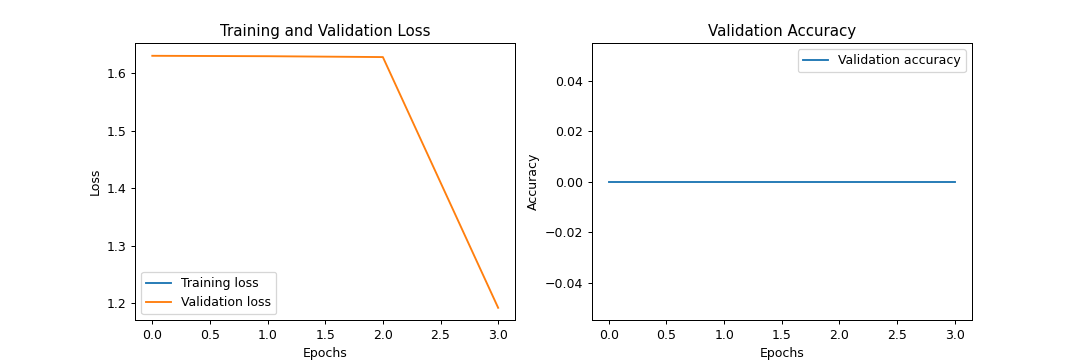 Training and Validation Loss
Loss
1.6
1.5
1.4
1.3
1.2
Training loss
Validation loss
0.0 0.5 1.0 1.5 2.0 2.5 3.0
Epochs
Validation Accuracy
Accuracy
0.04
0.02
0.00
−0.02
−0.04
Validation accuracy
0.0 0.5 1.0 1.5 2.0 2.5 3.0
Epochs